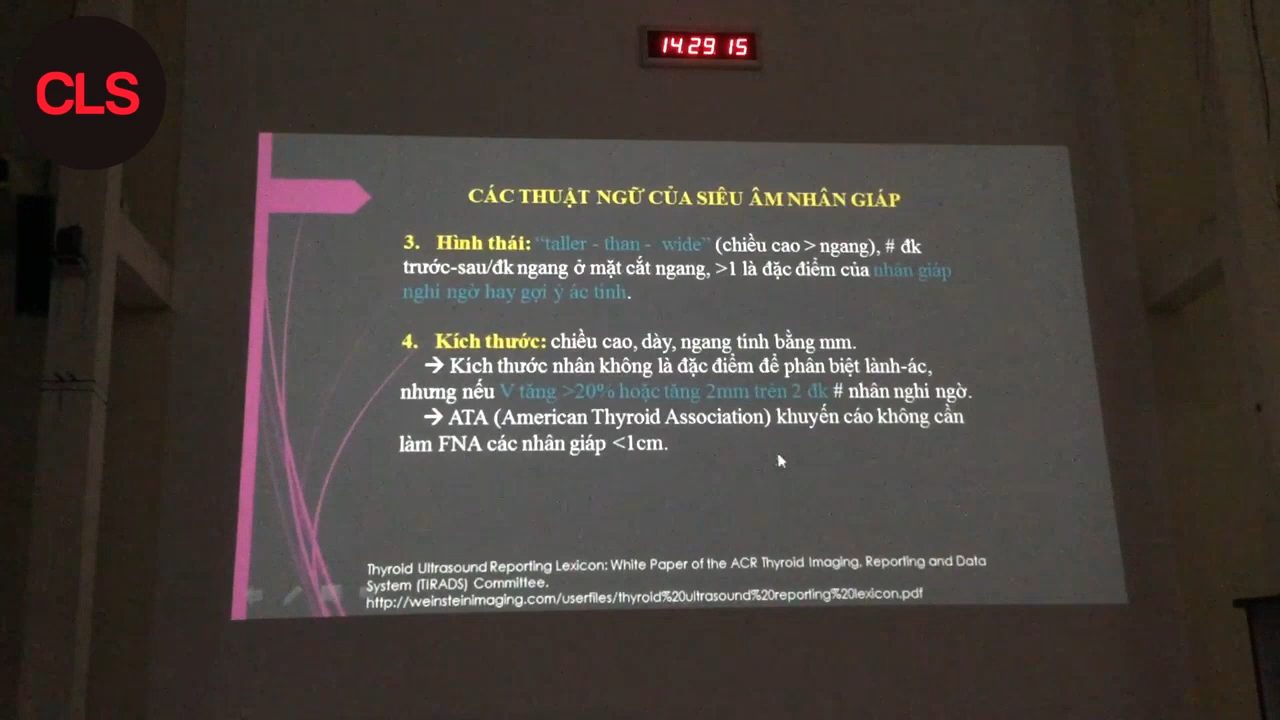 CLS
14.29 15
CÁC THUẬT NGỮ CỦA SIÊU ÂM NHÂN GIÁP
3. Hình thái: “taller - than - wide” (chiều cao > ngang), # đk
trước-sau/đk ngang ở mặt cắt ngang, >1 là đặc điểm của nhân giáp
nghi ngờ hay gợi ý ác tính.
4. Kích thước: chiều cao, dày, ngang tính bằng mm.
→ Kích thước nhân không là đặc điểm để phân biệt lành-ác,
nhưng nếu V tăng >20% hoặc tăng 2mm trên 2 đk # nhân nghi ngờ.
→ ATA (American Thyroid Association) khuyến cáo không cần
làm FNA các nhân giáp <1cm.
Thyroid Ultrasound Reporting Lexicon: White Paper of the ACR Thyroid Imaging, Reporting and Data
System (TIRADS) Committee.
http://weinsteinimaging.com/userfiles/thyroid%20ultrasound%20reporting%20lexicon.pdf